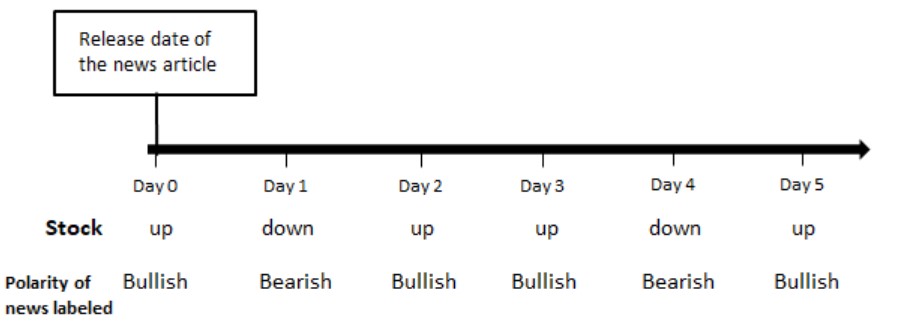 Release date of
the news article
Day 0 Day 1 Day 2 Day 3 Day 4 Day 5
Stock up down up up down up
Polarity of Bullish Bearish Bullish Bullish Bearish Bullish
news labeled